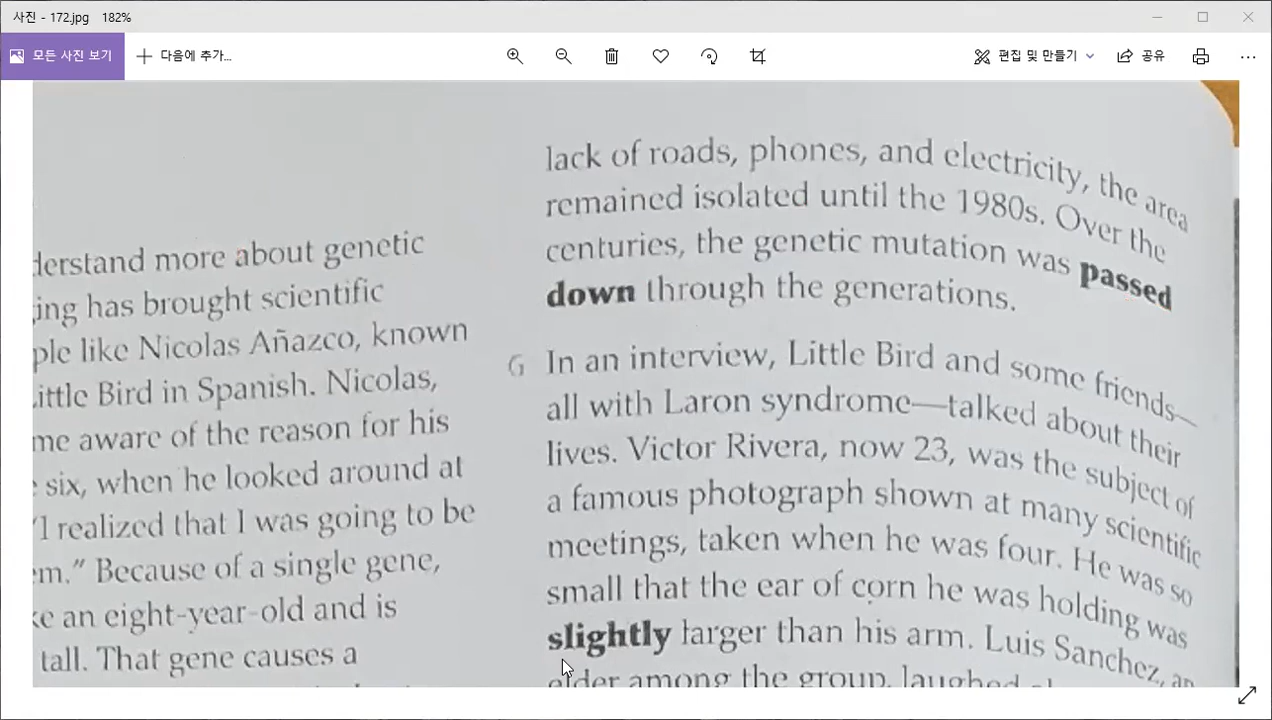 사진 - 172.jpg 182%
모든 사진 보기
다음에 추가...
편집 및 만들기
공유
about genetic
has brought scientific
like Nicolas Añazco, known
Bird in Spanish. Nicolas,
aware of the reason for his
six, when he looked around at
"I realized that I was going to be
Because of a single gene,
an eight-year-old and is
tall. That gene causes a
lack of roads, phones, and electricity, the area
remained isolated until the 1980s. Over the
centuries, the genetic mutation was passed
down through the generations.
G In an interview, Little Bird and some friends—
all with Laron syndrome—talked about their
lives. Victor Rivera, now 23, was the subject of
a famous photograph shown at many scientific
meetings, taken when he was four. He was so
small that the ear of corn he was holding was
slightly larger than his arm. Luis Sanchez, an
elder among the group, laughed